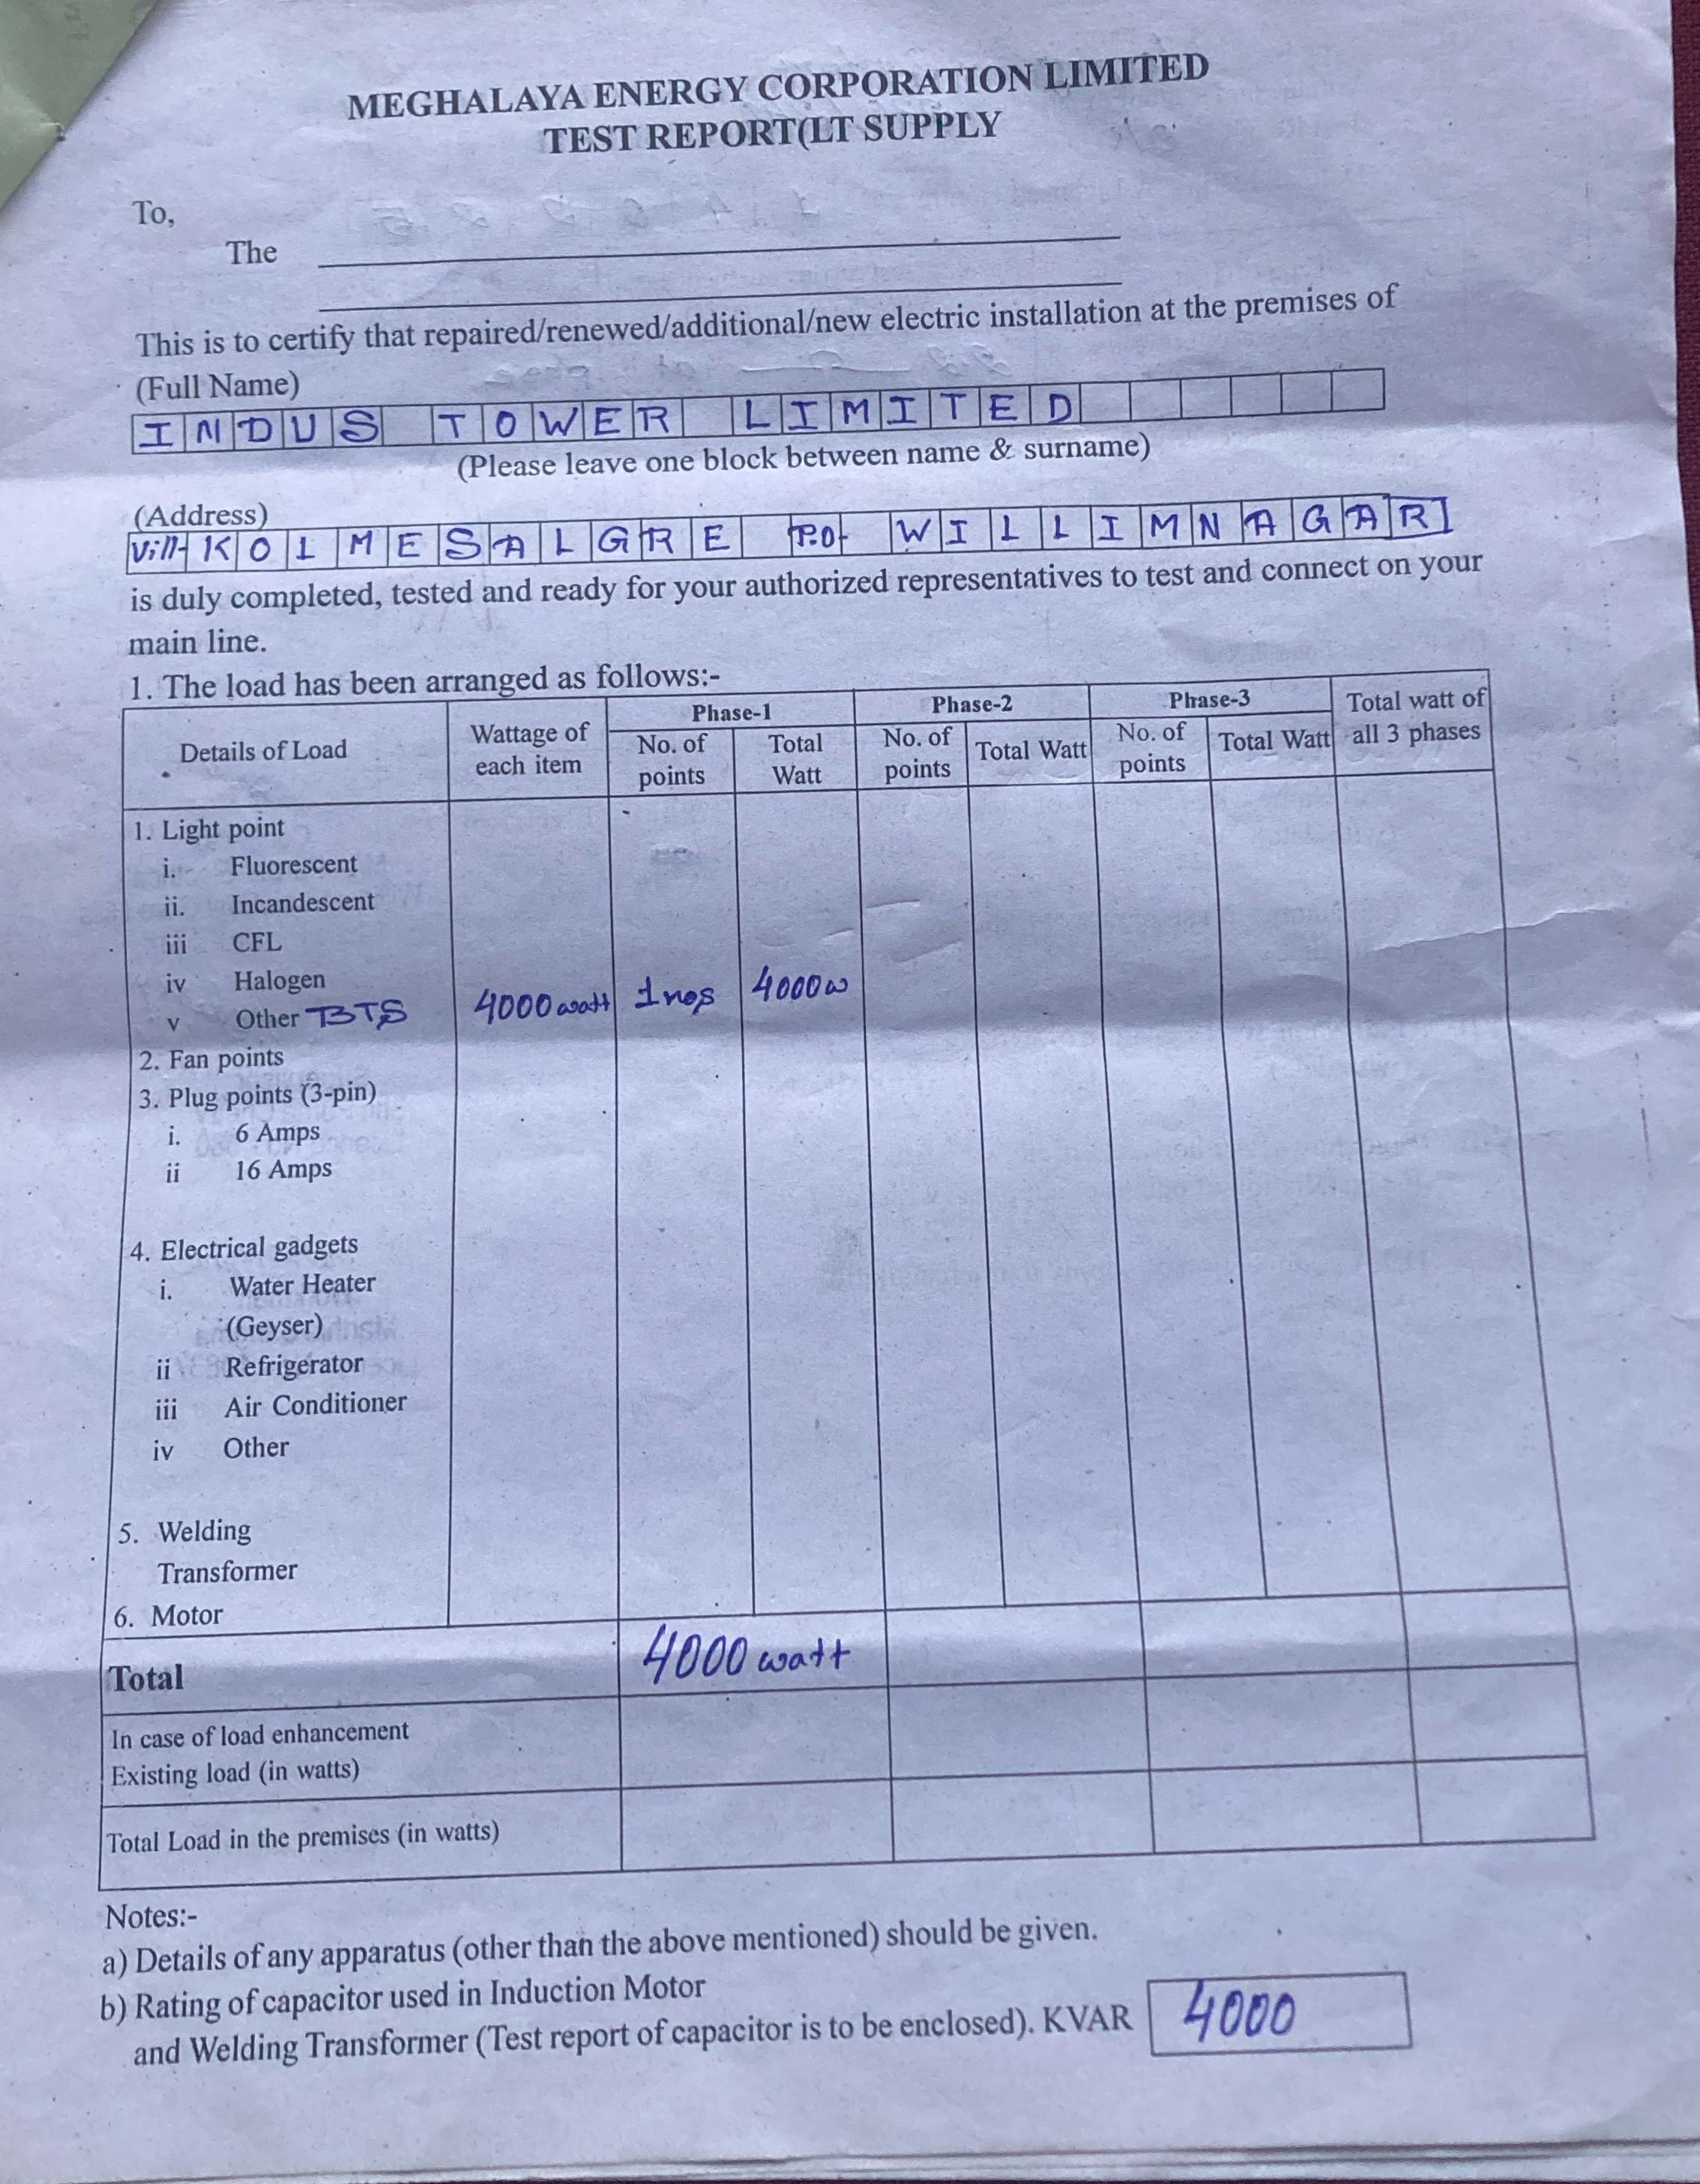 MEGHALAYA ENERGY CORPORATION LIMITED
TEST REPORT(LT SUPPLY
To,
The
This is to certify that repaired/renewed/additional/new electric installation at the premises of
(Full Name)
INDUS TOWER LIMITED
(Please leave one block between name & surname)
(Address)
Vill- KOLMESALGRE P.O- WILLIMNAGAR
is duly completed, tested and ready for your authorized representatives to test and connect on your
main line.
1. The load has been arranged as follows:-
Details of Load Wattage of each item Phase-1 Phase-2 Phase-3 Total watt of all 3 phases
No. of points Total Watt No. of points Total Watt No. of points Total Watt
1. Light point
i. Fluorescent
ii. Incandescent
iii CFL
iv Halogen
v Other BTS 4000 watt 1 nos 4000 w
2. Fan points
3. Plug points (3-pin)
i. 6 Amps
ii 16 Amps
4. Electrical gadgets
i. Water Heater
(Geyser)
ii Refrigerator
iii Air Conditioner
iv Other
5. Welding
Transformer
6. Motor
Total 4000 watt
In case of load enhancement
Existing load (in watts)
Total Load in the premises (in watts)
Notes:-
a) Details of any apparatus (other than the above mentioned) should be given.
b) Rating of capacitor used in Induction Motor
and Welding Transformer (Test report of capacitor is to be enclosed). KVAR 4000